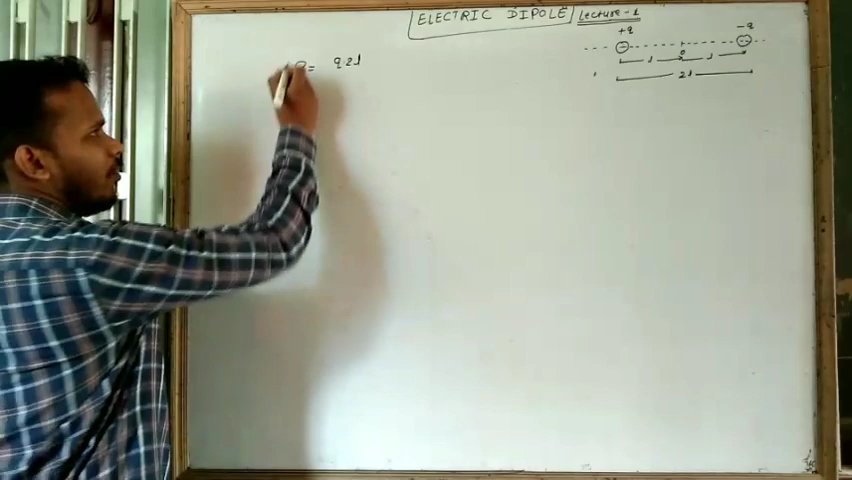 ELECTRIC DIPOLE Lecture-1
+q -q
o
l l
2l
P = q2l